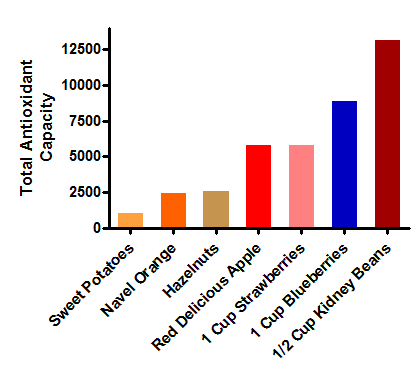 Total Antioxidant
Capacity
12500
10000
7500
5000
2500
0
Sweet Potatoes
Navel Orange
Hazelnuts
Red Delicious Apple
1 Cup Strawberries
1 Cup Blueberries
1/2 Cup Kidney Beans